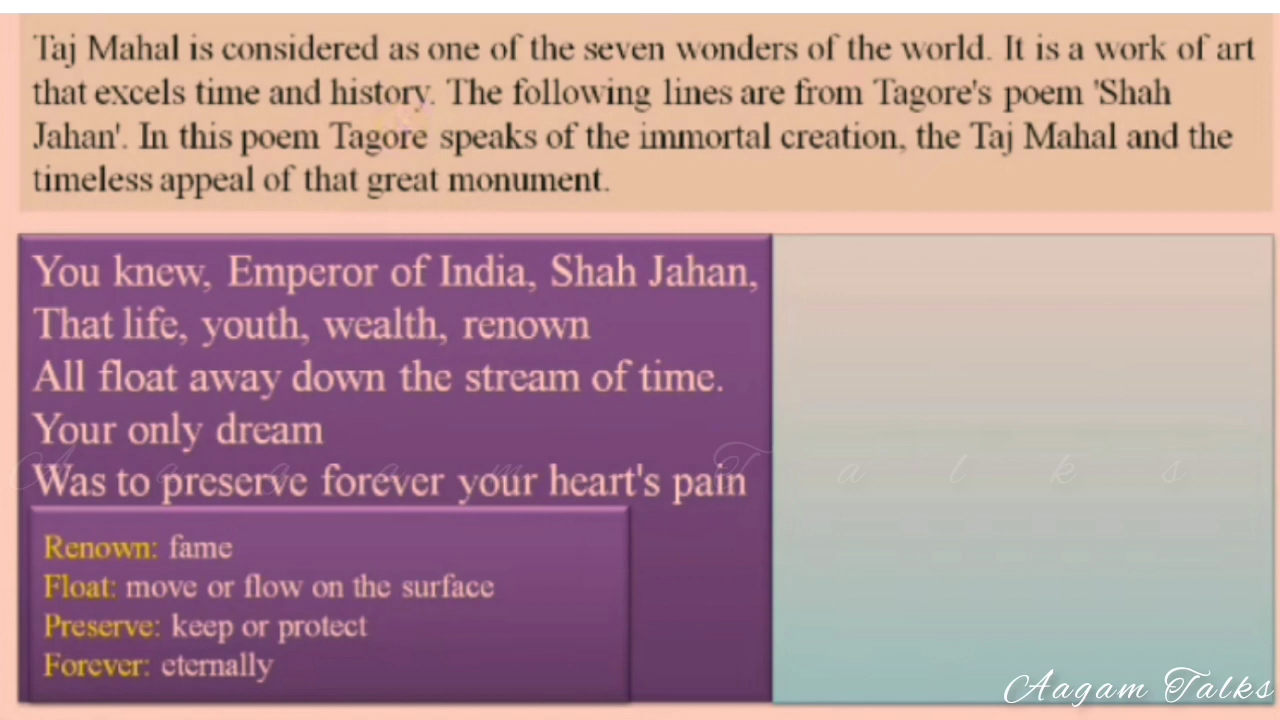 Taj Mahal is considered as one of the seven wonders of the world. It is a work of art
that excels time and history. The following lines are from Tagore's poem 'Shah
Jahan'. In this poem Tagore speaks of the immortal creation, the Taj Mahal and the
timeless appeal of that great monument.
You knew, Emperor of India, Shah Jahan,
That life, youth, wealth, renown
All float away down the stream of time.
Your only dream
Was to preserve forever your heart's pain
Aagam Talks
Renown: fame
Float: move or flow on the surface
Preserve: keep or protect
Forever: eternally
Aagam Talks